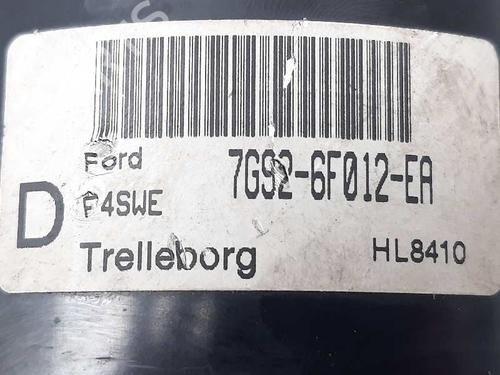 Ford
7G92-6F012-EA
D
F4SWE
Trelleborg
HL8410